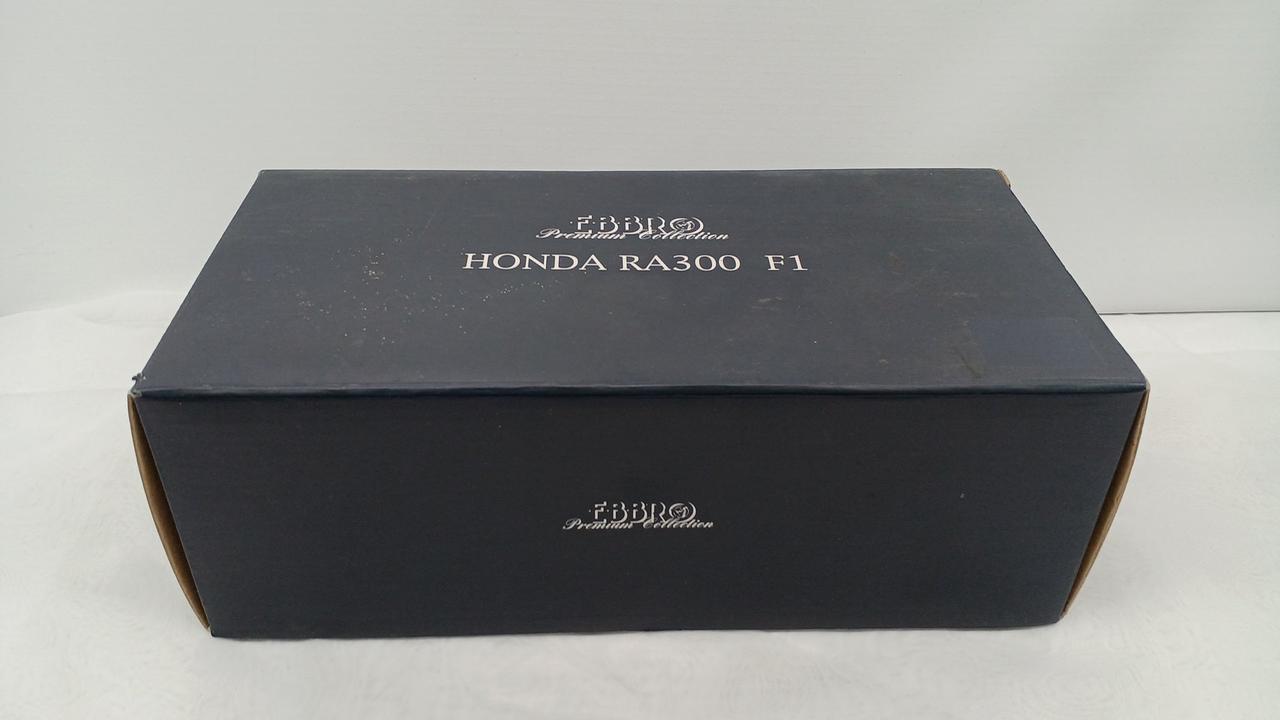 EBBRO
Premium Collection
HONDA RA300 F1
EBBRO
Premium Collection